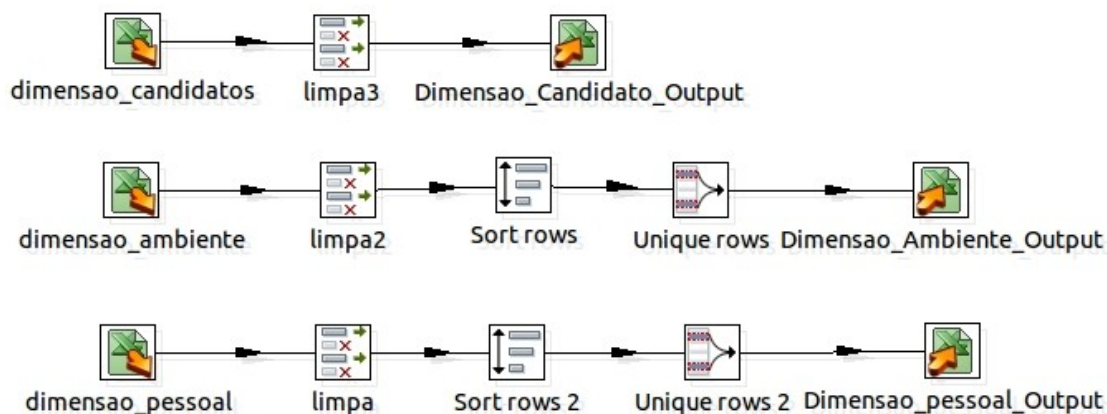 dimensao_candidatos limpa3 Dimensao_Candidato_Output
dimensao_ambiente limpa2 Sort rows Unique rows Dimensao_Ambiente_Output
dimensao_pessoal limpa Sort rows 2 Unique rows 2 Dimensao_pessoal_Output